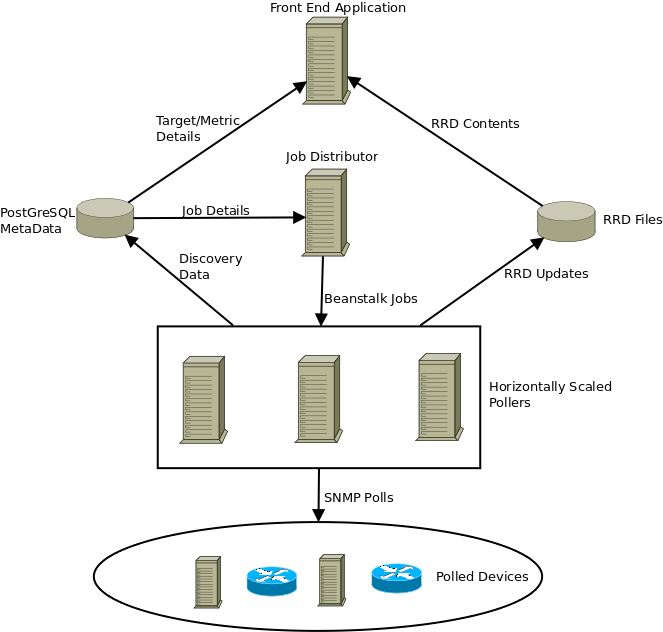 Front End Application
Target/Metric
Details
RRD Contents
Job Distributor
PostGreSQL
MetaData
Job Details
RRD Files
Discovery
Data
RRD Updates
Beanstalk Jobs
Horizontally Scaled
Pollers
SNMP Polls
Polled Devices